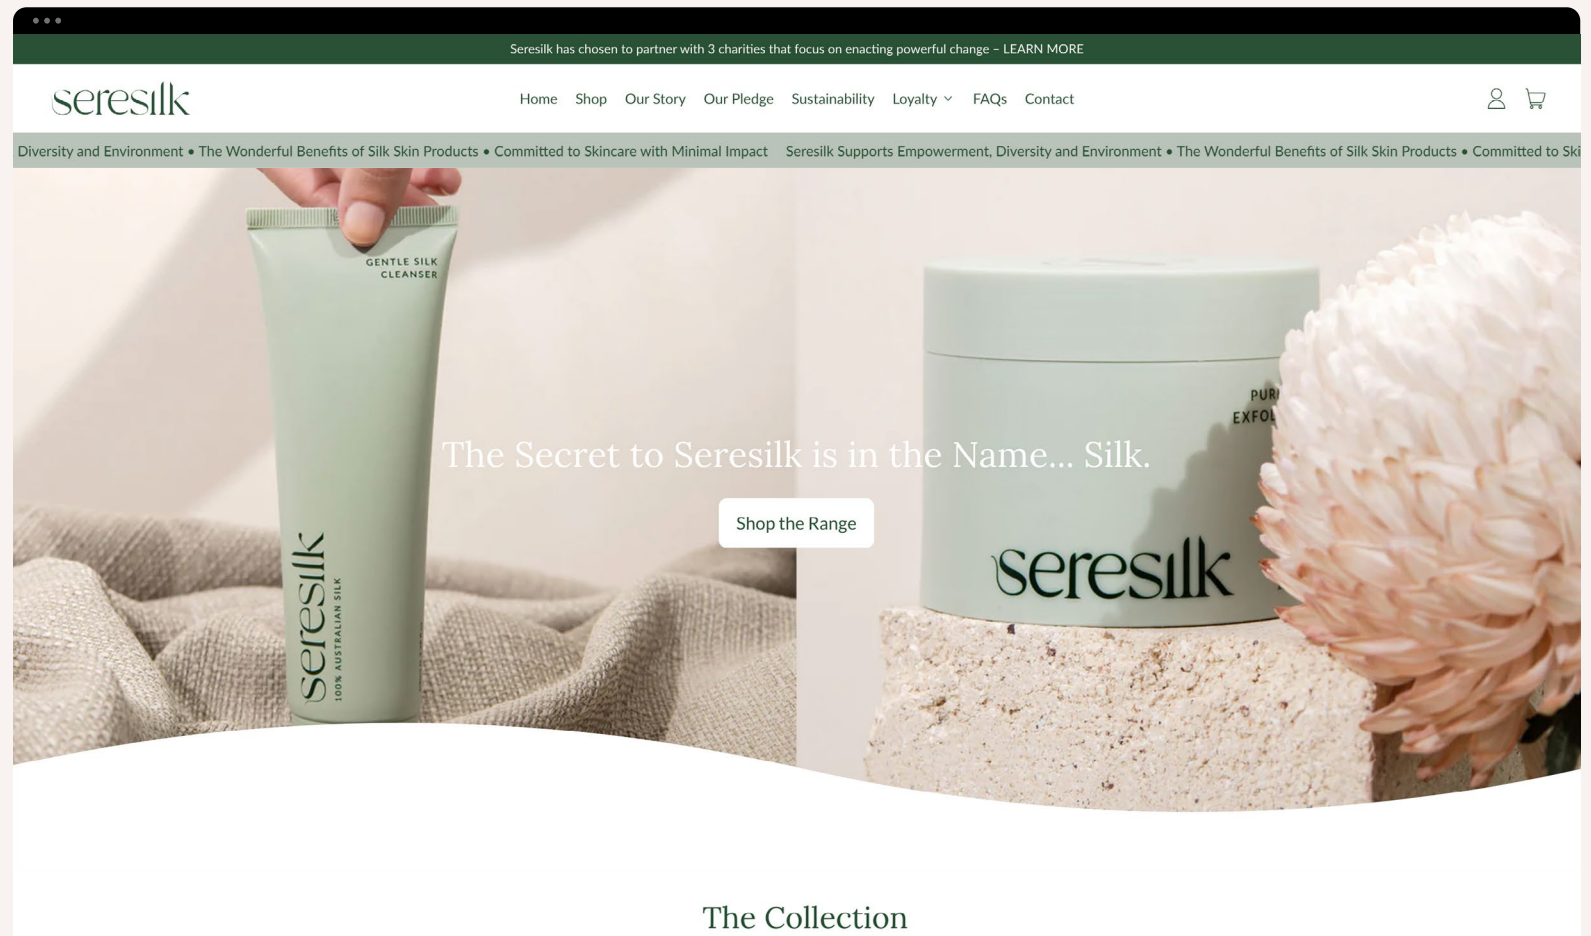 Seresilk has chosen to partner with 3 charities that focus on enacting powerful change – LEARN MORE
seresilk
Home Shop Our Story Our Pledge Sustainability Loyalty FAQs Contact
Diversity and Environment • The Wonderful Benefits of Silk Skin Products • Committed to Skincare with Minimal Impact Seresilk Supports Empowerment, Diversity and Environment • The Wonderful Benefits of Silk Skin Products • Committed to Ski
GENTLE SILK
CLEANSER
seresilk
100% AUSTRALIAN SILK
The Secret to Seresilk is in the Name... Silk.
Shop the Range
seresilk
The Collection